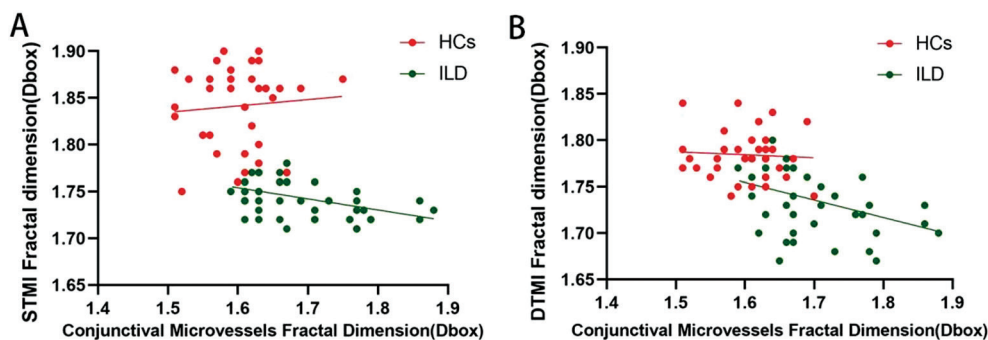 A
STMI Fractal dimension(Dbox)
1.90
1.85
1.80
1.75
1.70
1.65
1.4 1.5 1.6 1.7 1.8 1.9
Conjunctival Microvessels Fractal Dimension(Dbox)
HCs
ILD
B
DTMI Fractal dimension(Dbox)
1.90
1.85
1.80
1.75
1.70
1.65
1.4 1.5 1.6 1.7 1.8 1.9
Conjunctival Microvessels Fractal Dimension(Dbox)
HCs
ILD